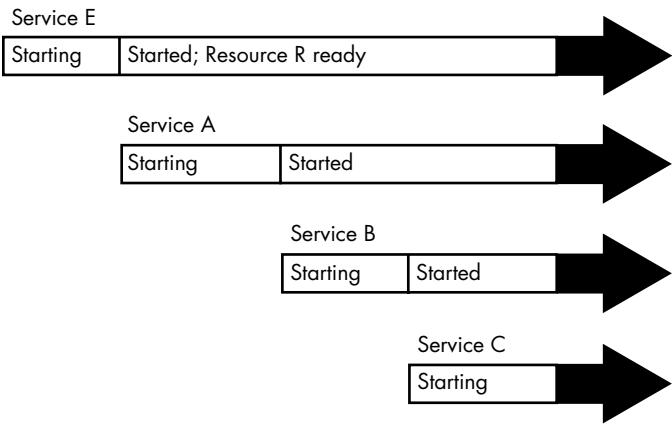 Service E
Starting
Started; Resource R ready
Service A
Starting
Started
Service B
Starting
Started
Service C
Starting